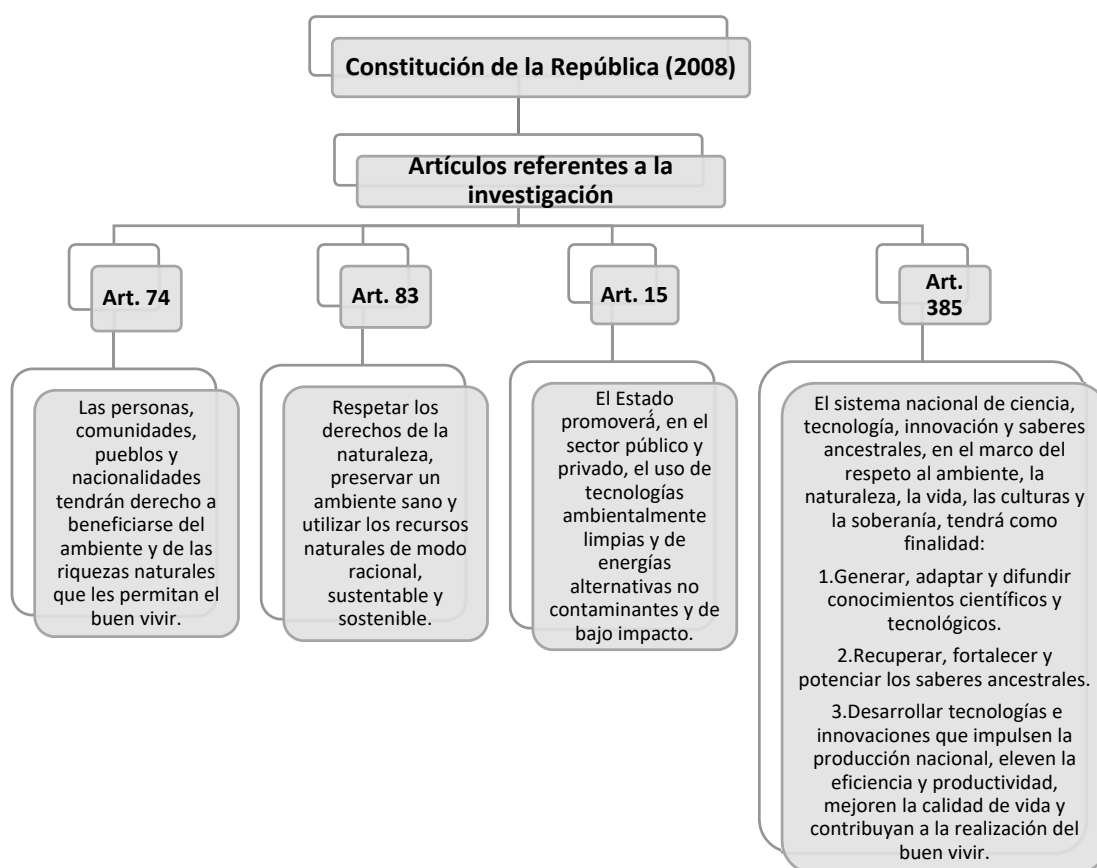 Constitución de la República (2008)
Artículos referentes a la
investigación
Art. 74
Art. 83
Art. 15
Art.
385
Las personas,
comunidades,
pueblos y
nacionalidades
tendrán derecho a
beneficiarse del
ambiente y de las
riquezas naturales
que les permitan el
buen vivir.
Respetar los
derechos de la
naturaleza,
preservar un
ambiente sano y
utilizar los recursos
naturales de modo
racional,
sustentable y
sostenible.
El Estado
promoverá, en el
sector público y
privado, el uso de
tecnologías
ambientalmente
limpias y de
energías
alternativas no
contaminantes y de
bajo impacto.
El sistema nacional de ciencia,
tecnología, innovación y saberes
ancestrales, en el marco del
respeto al ambiente, la
naturaleza, la vida, las culturas y
la soberanía, tendrá como
finalidad:
1.Generar, adaptar y difundir
conocimientos científicos y
tecnológicos.
2.Recuperar, fortalecer y
potenciar los saberes ancestrales.
3.Desarrollar tecnologías e
innovaciones que impulsen la
producción nacional, eleven la
eficiencia y productividad,
mejoren la calidad de vida y
contribuyan a la realización del
buen vivir.